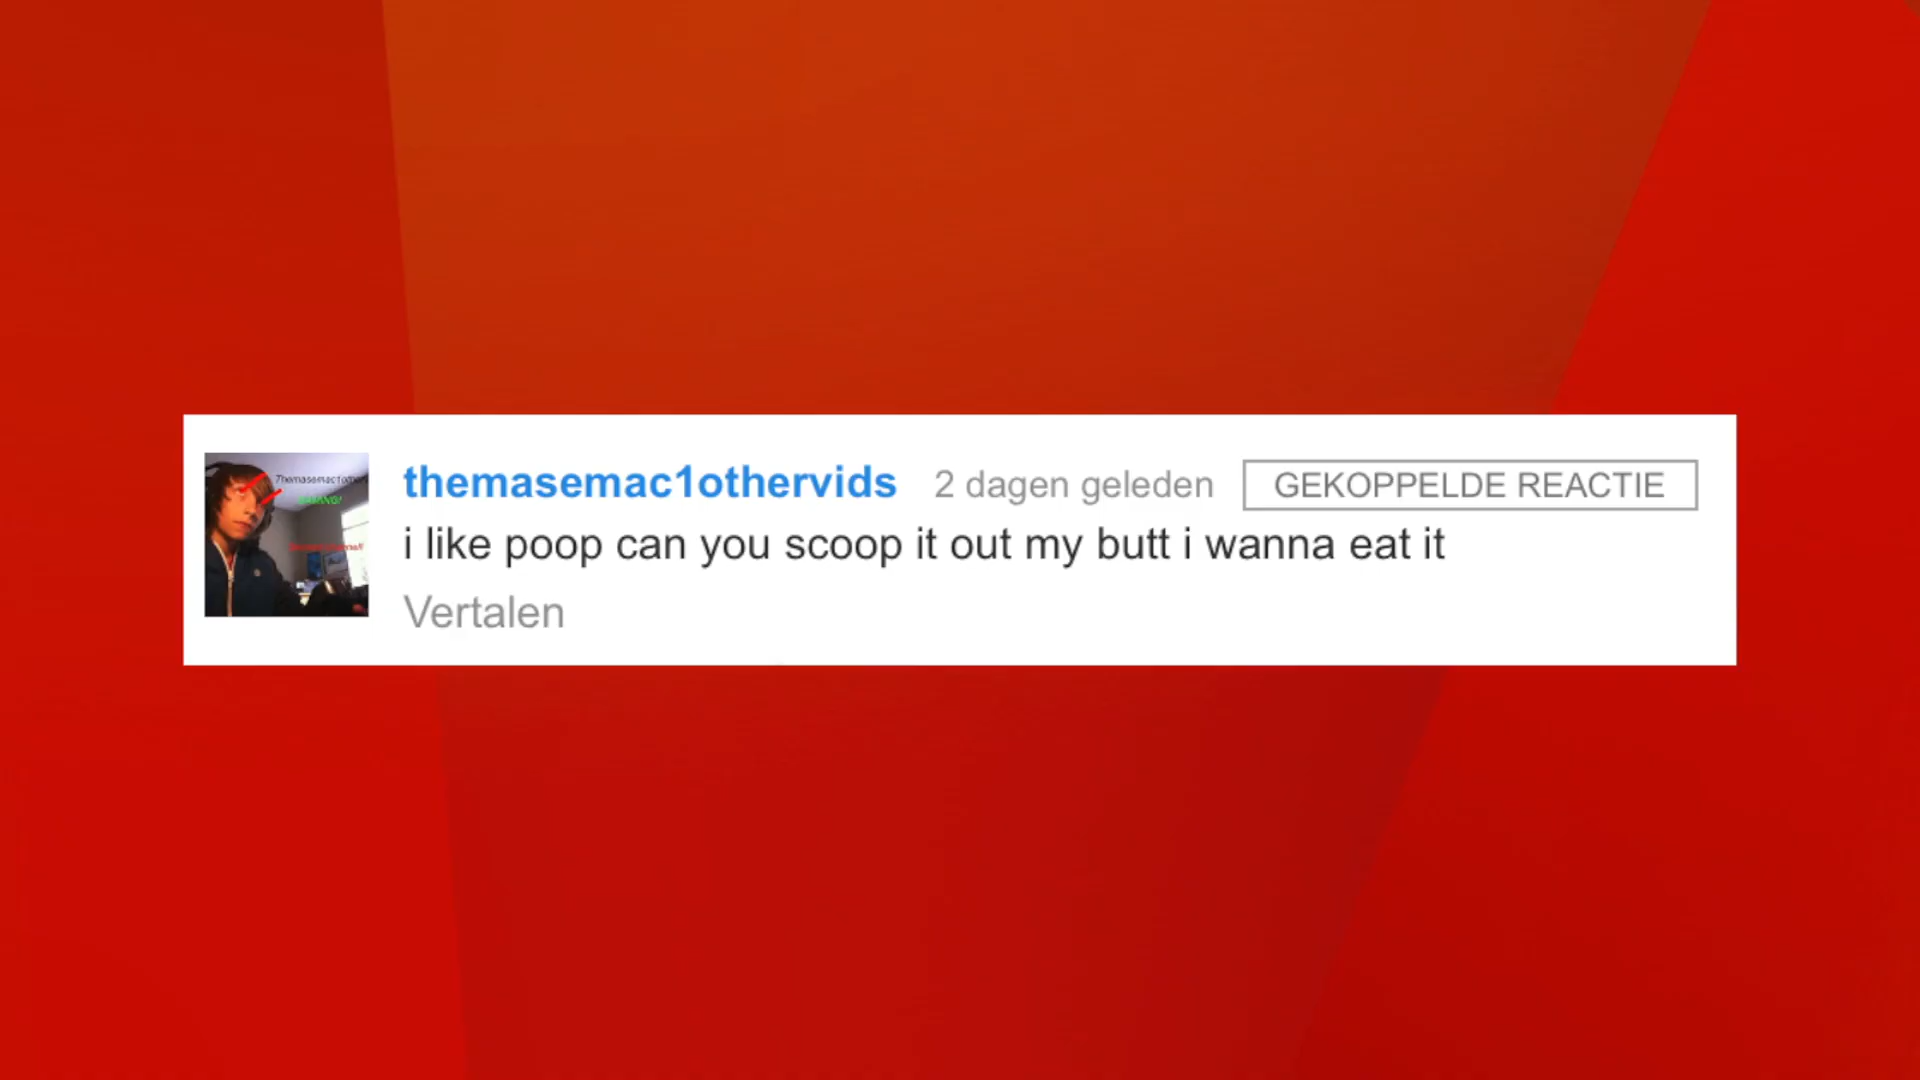 themasemac1othervids 2 dagen geleden GEKOPPELDE REACTIE
i like poop can you scoop it out my butt i wanna eat it
Vertalen